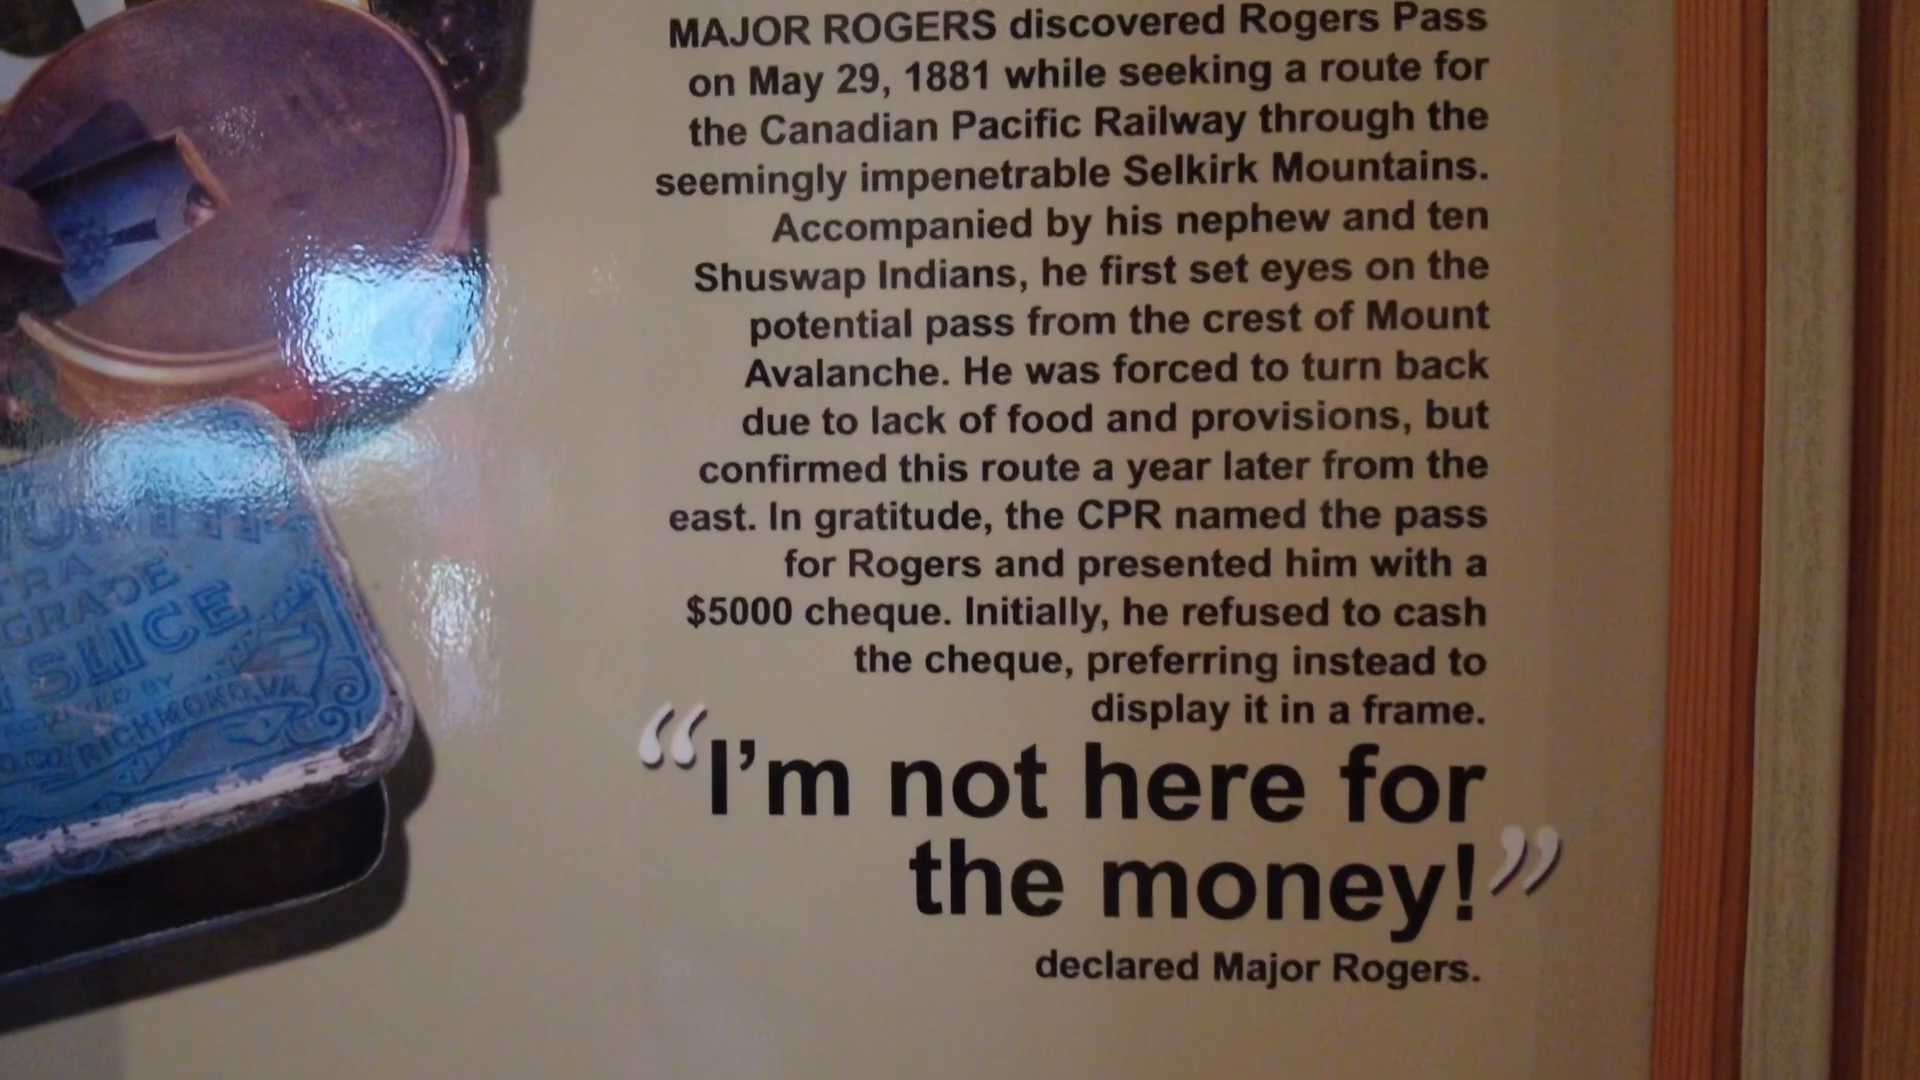 MAJOR ROGERS discovered Rogers Pass
on May 29, 1881 while seeking a route for
the Canadian Pacific Railway through the
seemingly impenetrable Selkirk Mountains.
Accompanied by his nephew and ten
Shuswap Indians, he first set eyes on the
potential pass from the crest of Mount
Avalanche. He was forced to turn back
due to lack of food and provisions, but
confirmed this route a year later from the
east. In gratitude, the CPR named the pass
for Rogers and presented him with a
$5000 cheque. Initially, he refused to cash
the cheque, preferring instead to
display it in a frame.
“I’m not here for
the money!”
declared Major Rogers.
GRADE
SLICE
BY
RICHMOND, VA.